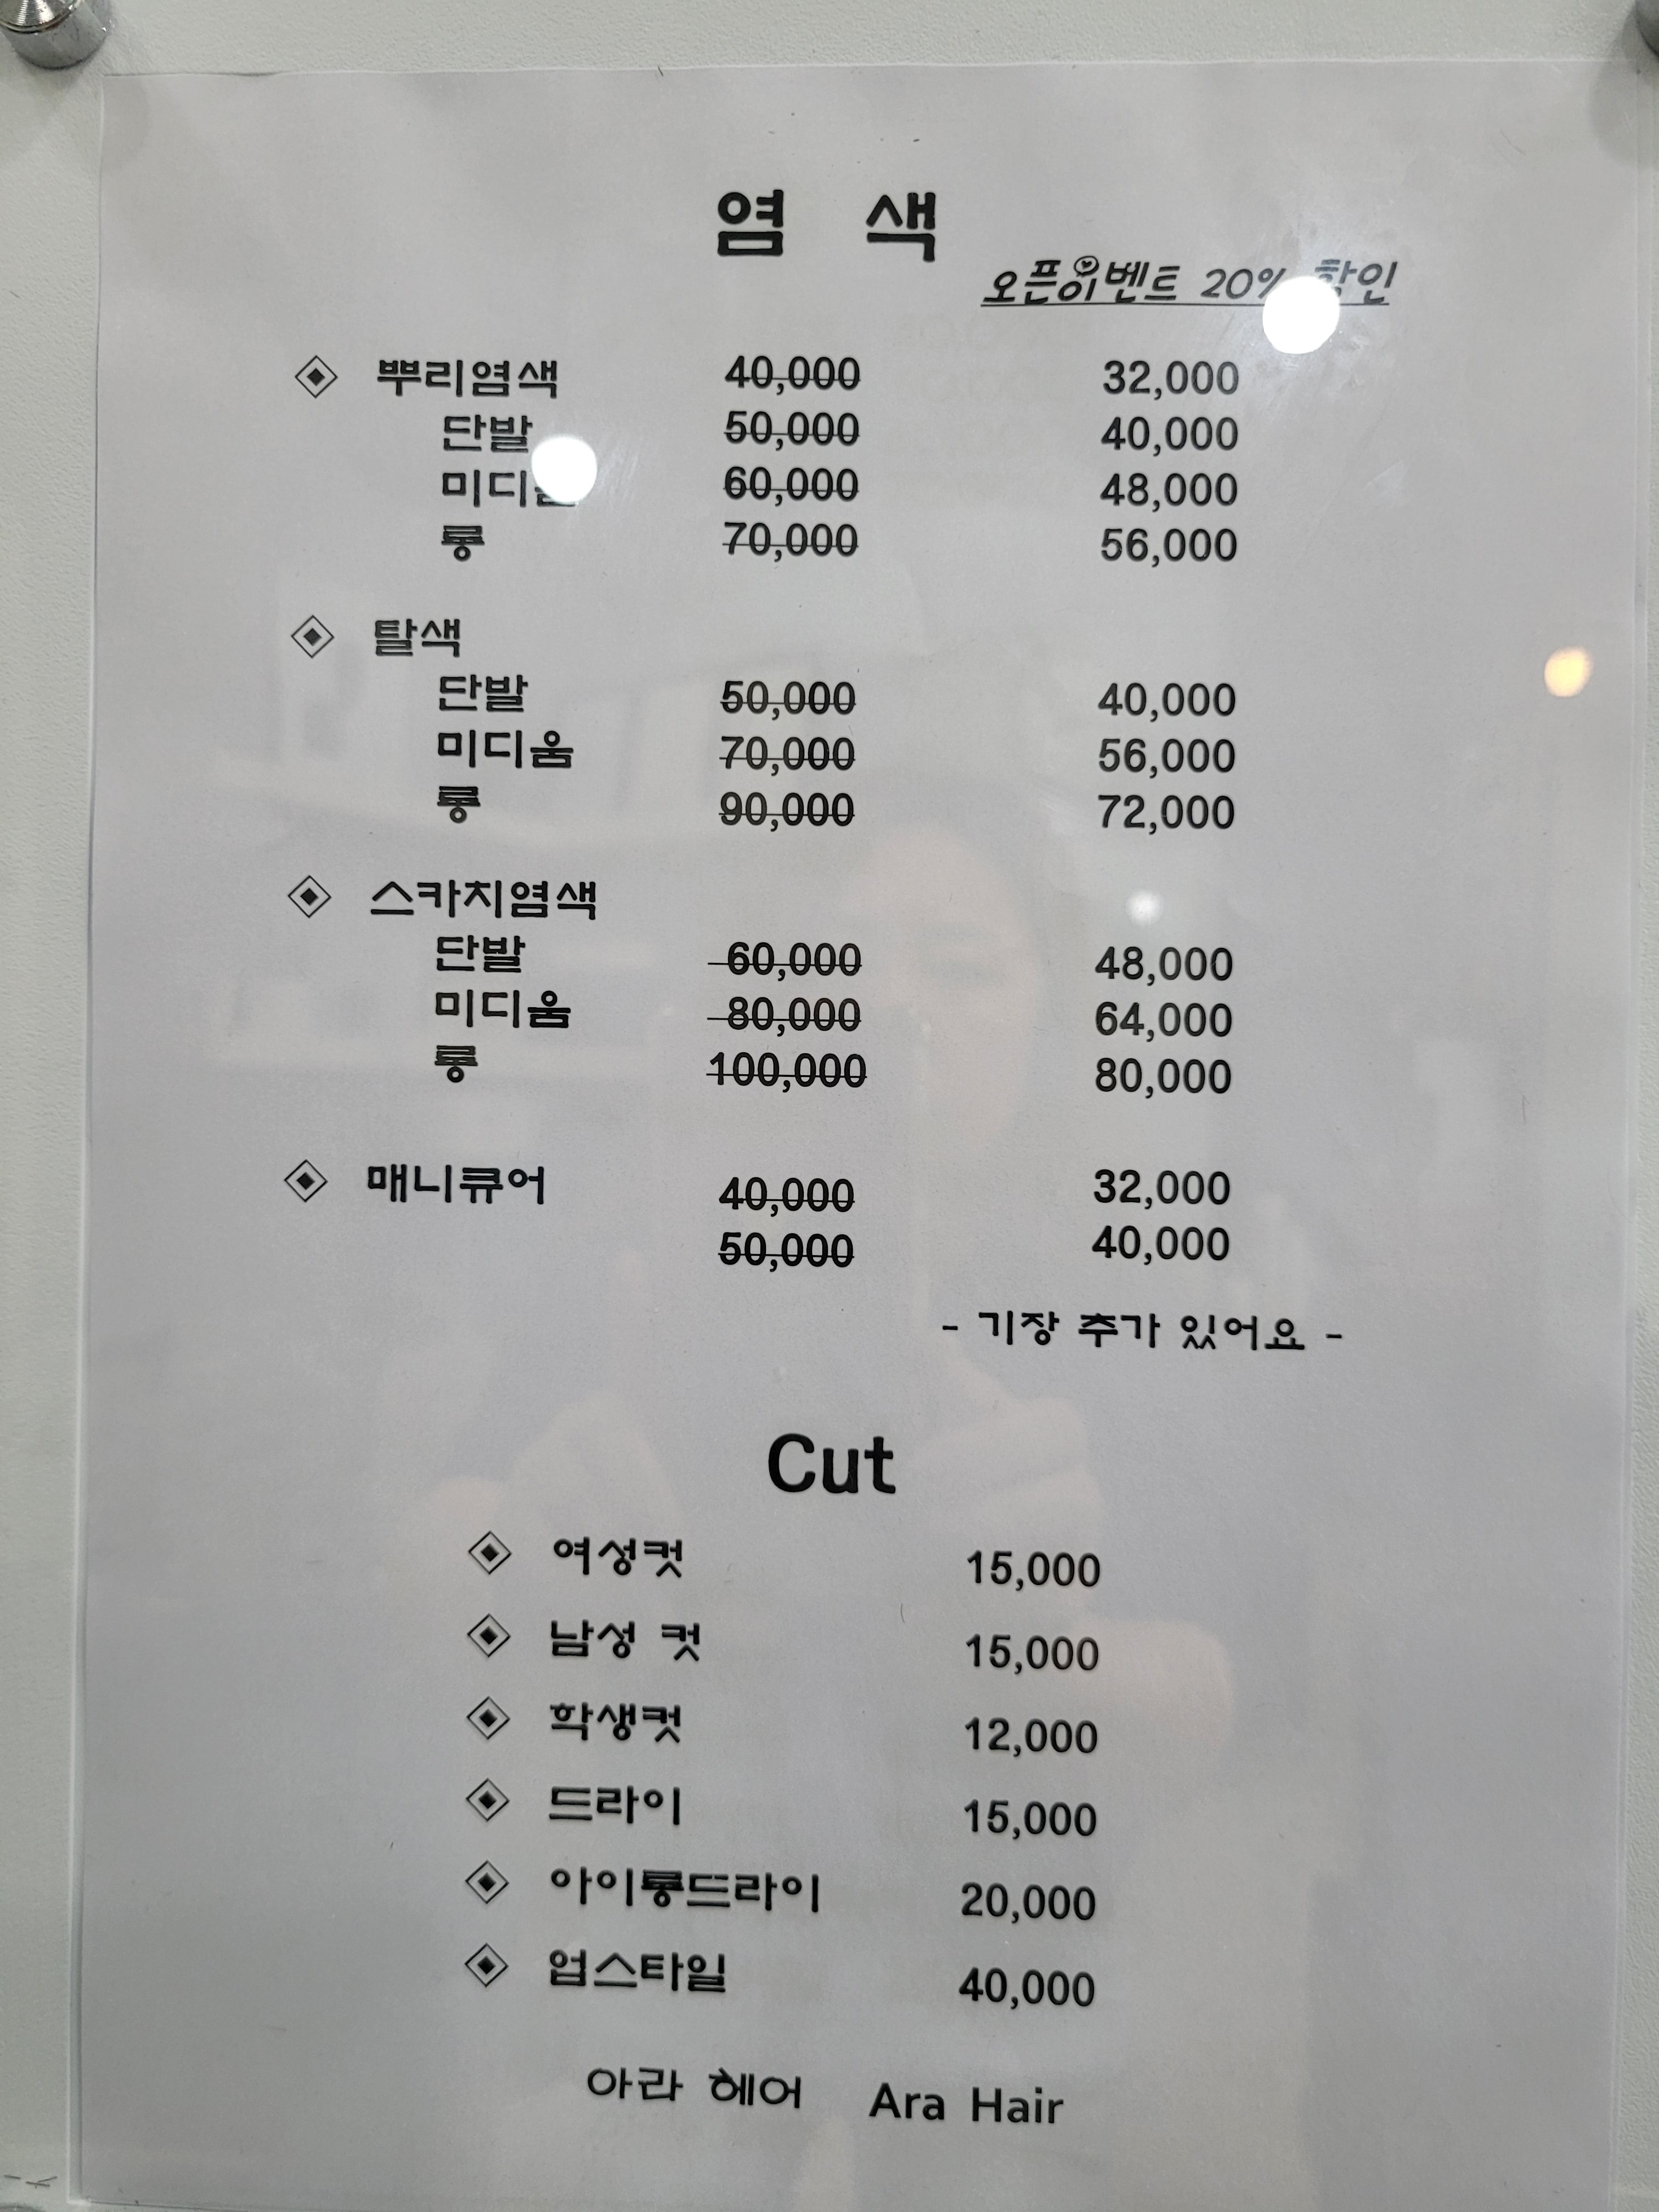 염 색
오픈이벤트 20% 할인
뿌리염색 40,000 32,000
단발 50,000 40,000
60,000 48,000
롱 70,000 56,000
탈색
단발 50,000 40,000
미디움 70,000 56,000
롱 90,000 72,000
스카치염색
단발 60,000 48,000
미디움 80,000 64,000
롱 100,000 80,000
매니큐어 40,000 32,000
50,000 40,000
- 기장 추가 있어요 -
Cut
여성컷 15,000
남성 컷 15,000
학생컷 12,000
드라이 15,000
아이롱드라이 20,000
업스타일 40,000
아라 헤어 Ara Hair